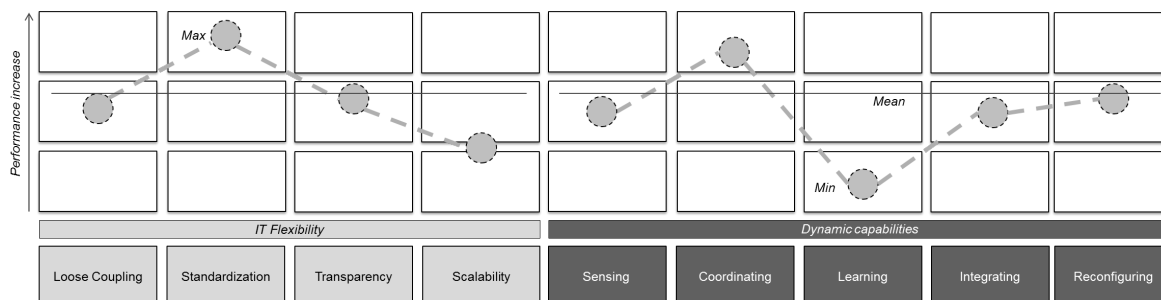 Performance increase
Max
Mean
Min
IT Flexibility
Dynamic capabilities
Loose Coupling
Standardization
Transparency
Scalability
Sensing
Coordinating
Learning
Integrating
Reconfiguring